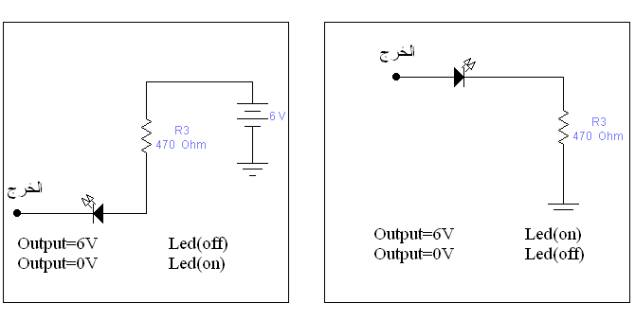 R3
470 Ohm
6 V
الخرج
Output=6V Led(off)
Output=0V Led(on)
الخرج
R3
470 Ohm
Output=6V Led(on)
Output=0V Led(off)